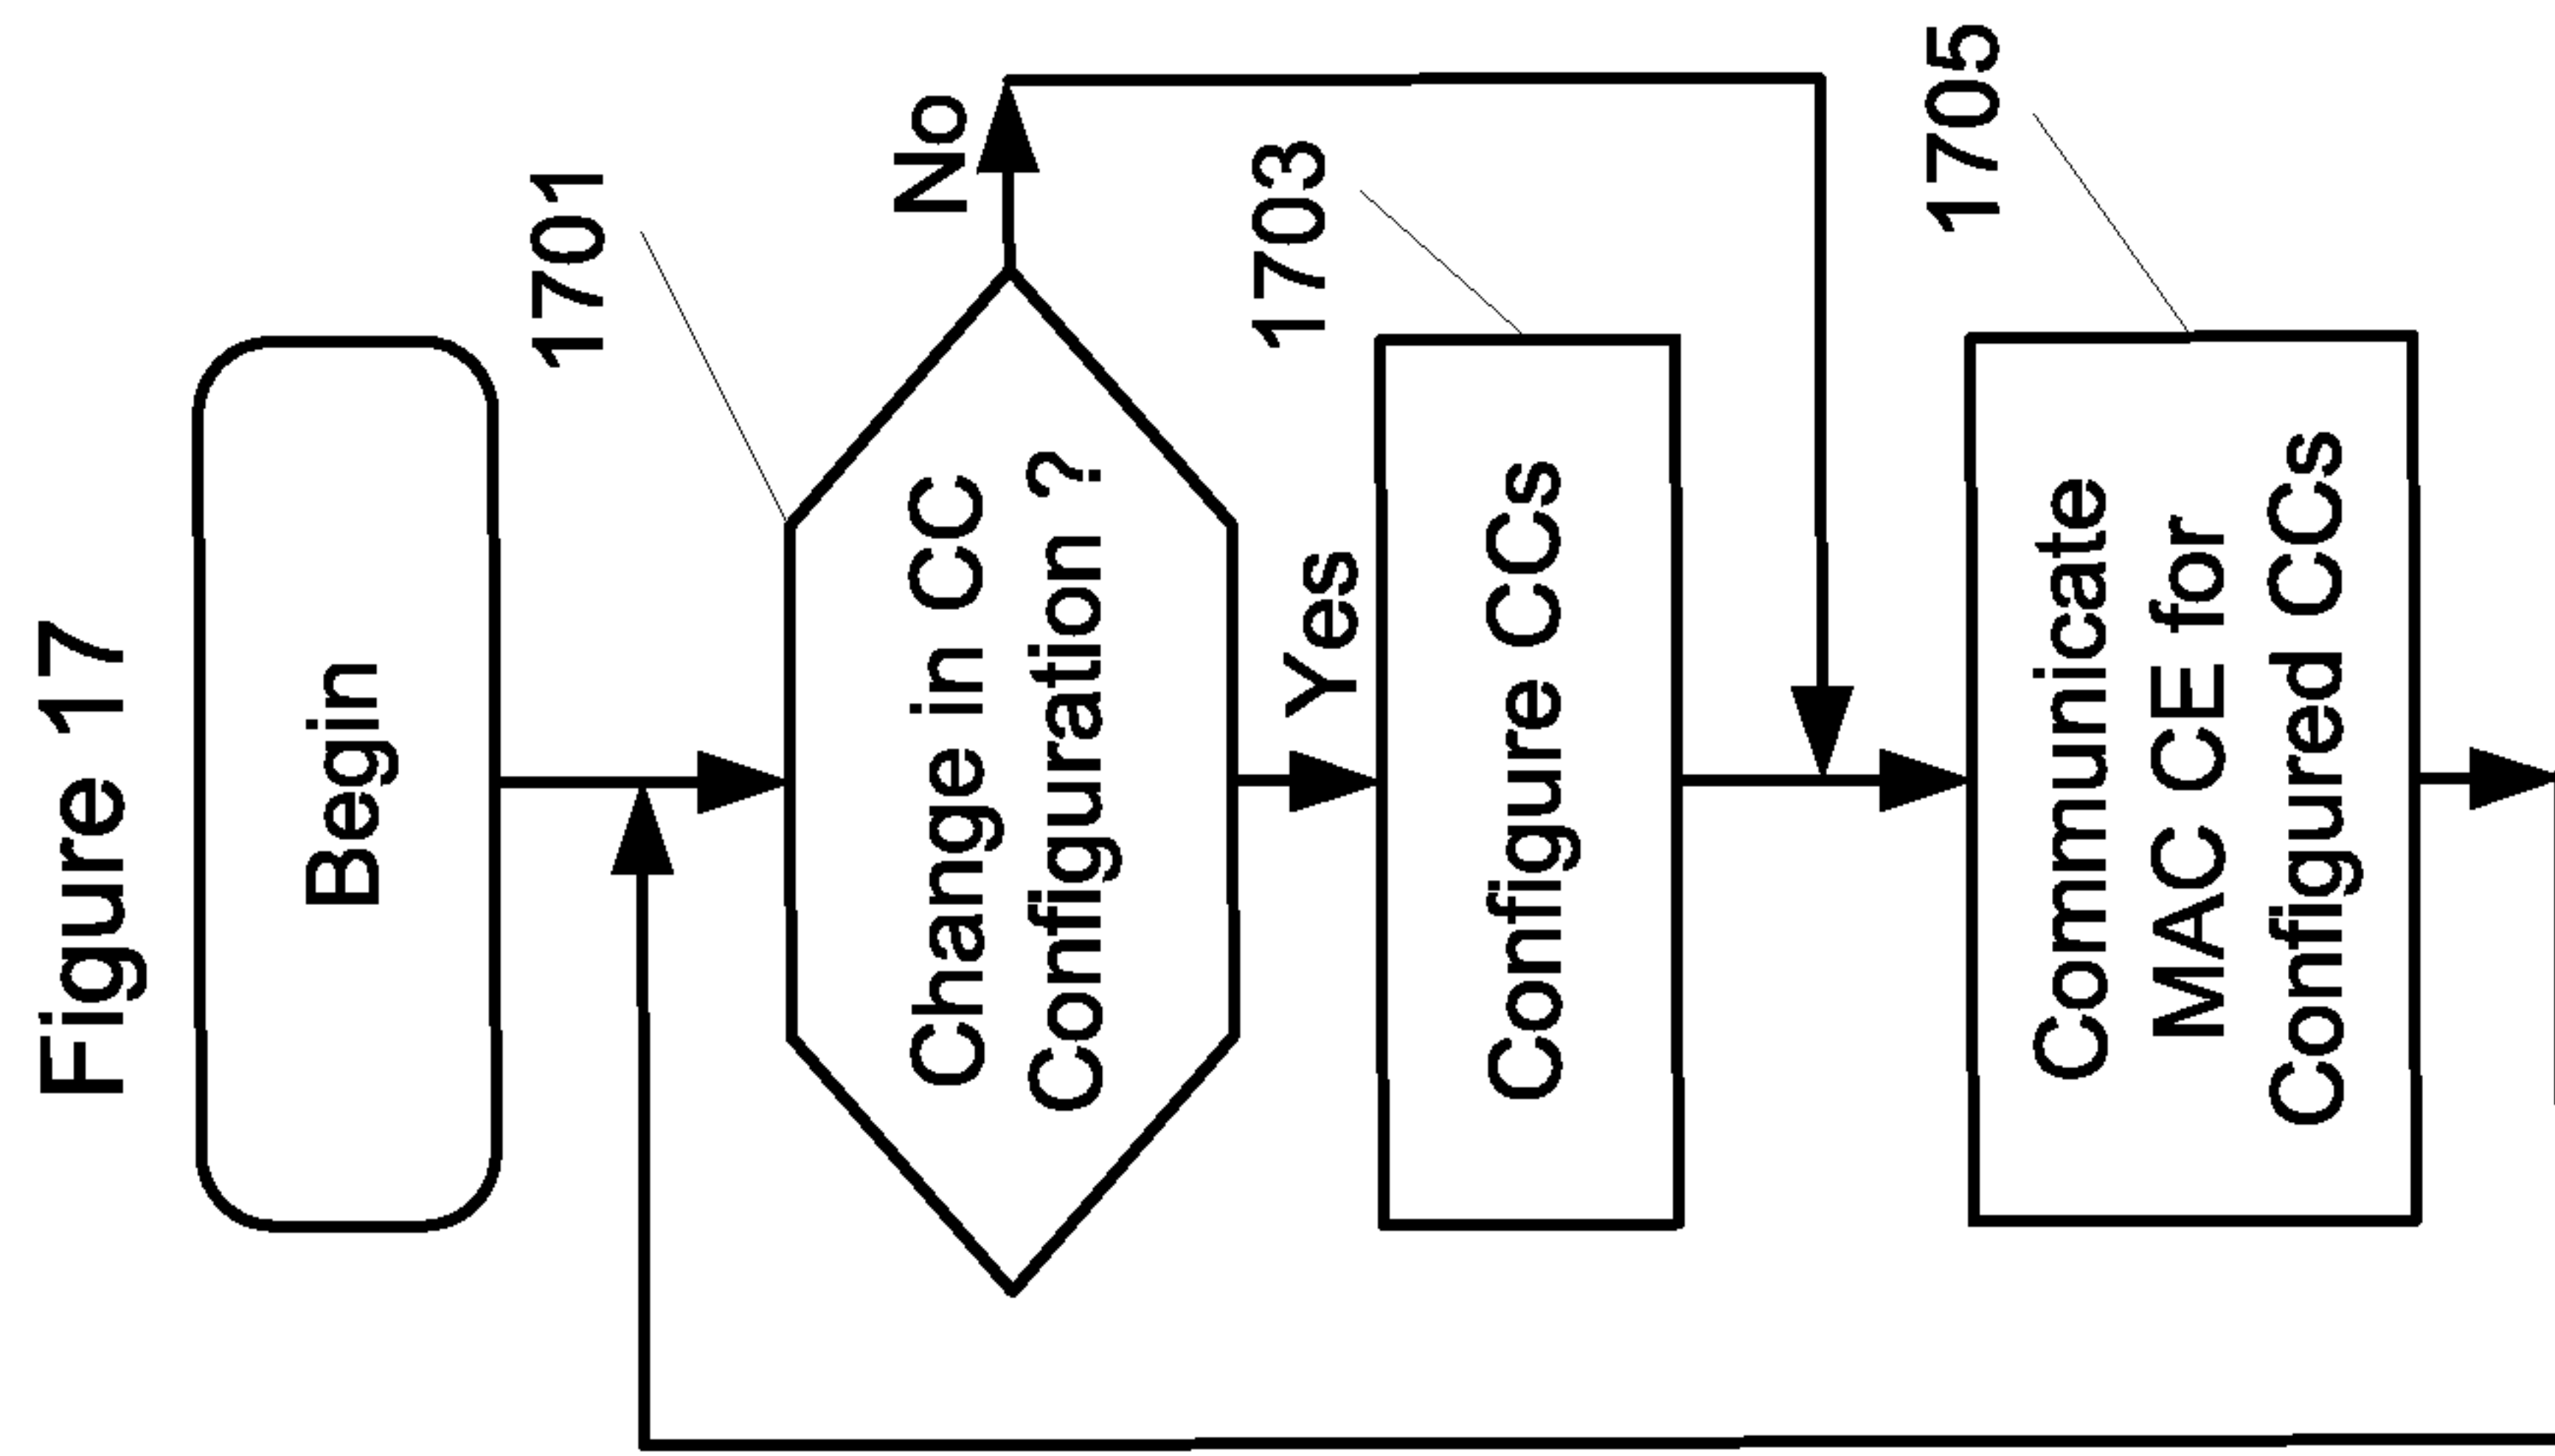 Figure 17
Begin
1701
Change in CC
Configuration ?
No
Yes
1703
Configure CCs
1705
Communicate
MAC CE for
Configured CCs